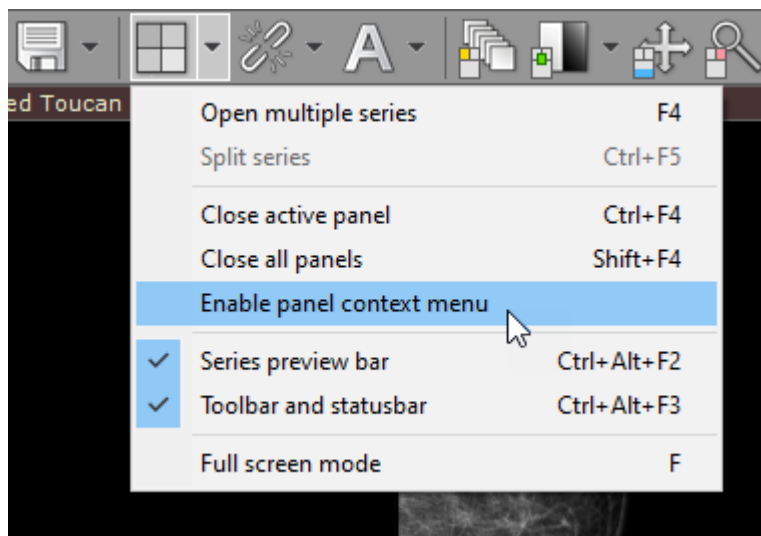 ed Toucan
Open multiple series F4
Split series Ctrl+F5
Close active panel Ctrl+F4
Close all panels Shift+F4
Enable panel context menu
Series preview bar Ctrl+Alt+F2
Toolbar and statusbar Ctrl+Alt+F3
Full screen mode F